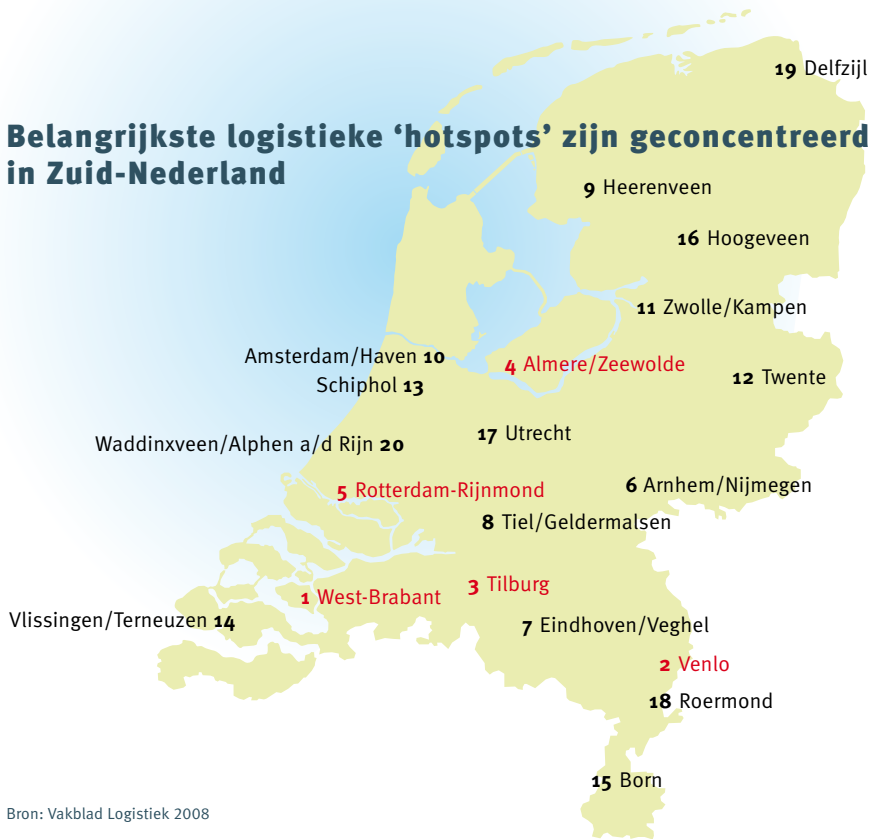 19 Delfzijl
Belangrijkste logistieke ‘hotspots’ zijn geconcentreerd
in Zuid-Nederland
9 Heerenveen
16 Hoogeveen
11 Zwolle/Kampen
Amsterdam/Haven 10
4 Almere/Zeewolde
12 Twente
Schiphol 13
17 Utrecht
Waddinxveen/Alphen a/d Rijn 20
5 Rotterdam-Rijnmond
6 Arnhem/Nijmegen
8 Tiel/Geldermalsen
1 West-Brabant
3 Tilburg
Vlissingen/Terneuzen 14
7 Eindhoven/Veghel
2 Venlo
18 Roermond
15 Born
Bron: Vakblad Logistiek 2008